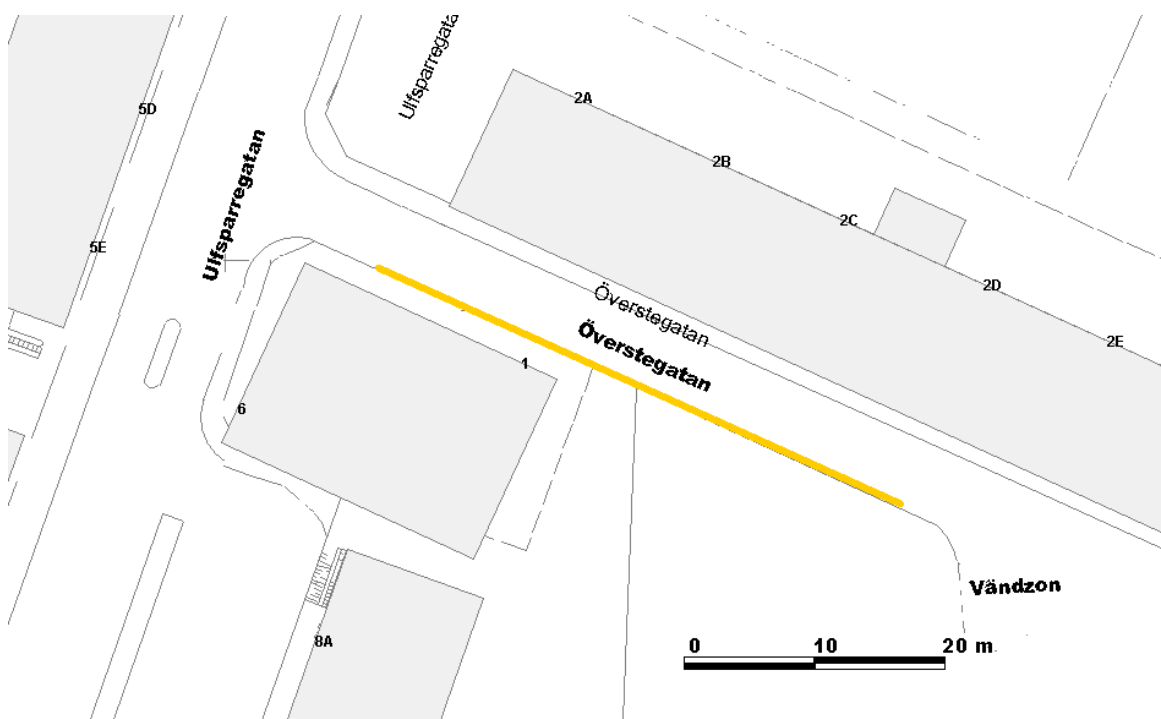 Ulfsparregata
2A
5D
2B
Ulfsparregatan
2C
5E
2D
Överstegatan
Överstegatan
2E
1
6
Vändzon
8A
0 10 20 m